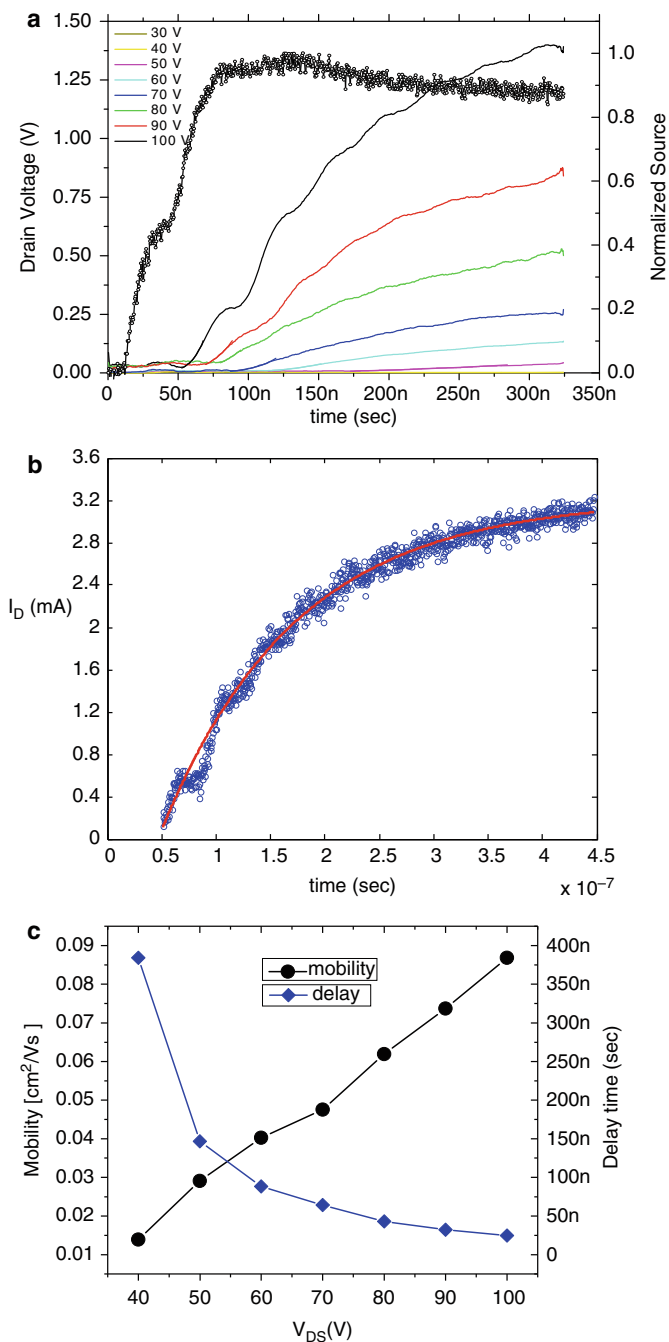 a
1.50
1.25
1.00
0.75
0.50
0.25
0.00
Drain Voltage (V)
30 V
40 V
50 V
60 V
70 V
80 V
90 V
100 V
1.0
0.8
0.6
0.4
0.2
0.0
Normalized Source
0 50n 100n 150n 200n 250n 300n 350n
time (sec)
b
3.6
3.2
2.8
2.4
2
1.6
1.2
0.8
0.4
0
I_D (mA)
0 0.5 1 1.5 2 2.5 3 3.5 4 4.5
time (sec)
x 10⁻⁷
c
0.09
0.08
0.07
0.06
0.05
0.04
0.03
0.02
0.01
Mobility [cm²/Vs]
mobility
delay
400n
350n
300n
250n
200n
150n
100n
50n
0
Delay time (sec)
40 50 60 70 80 90 100
V_DS(V)